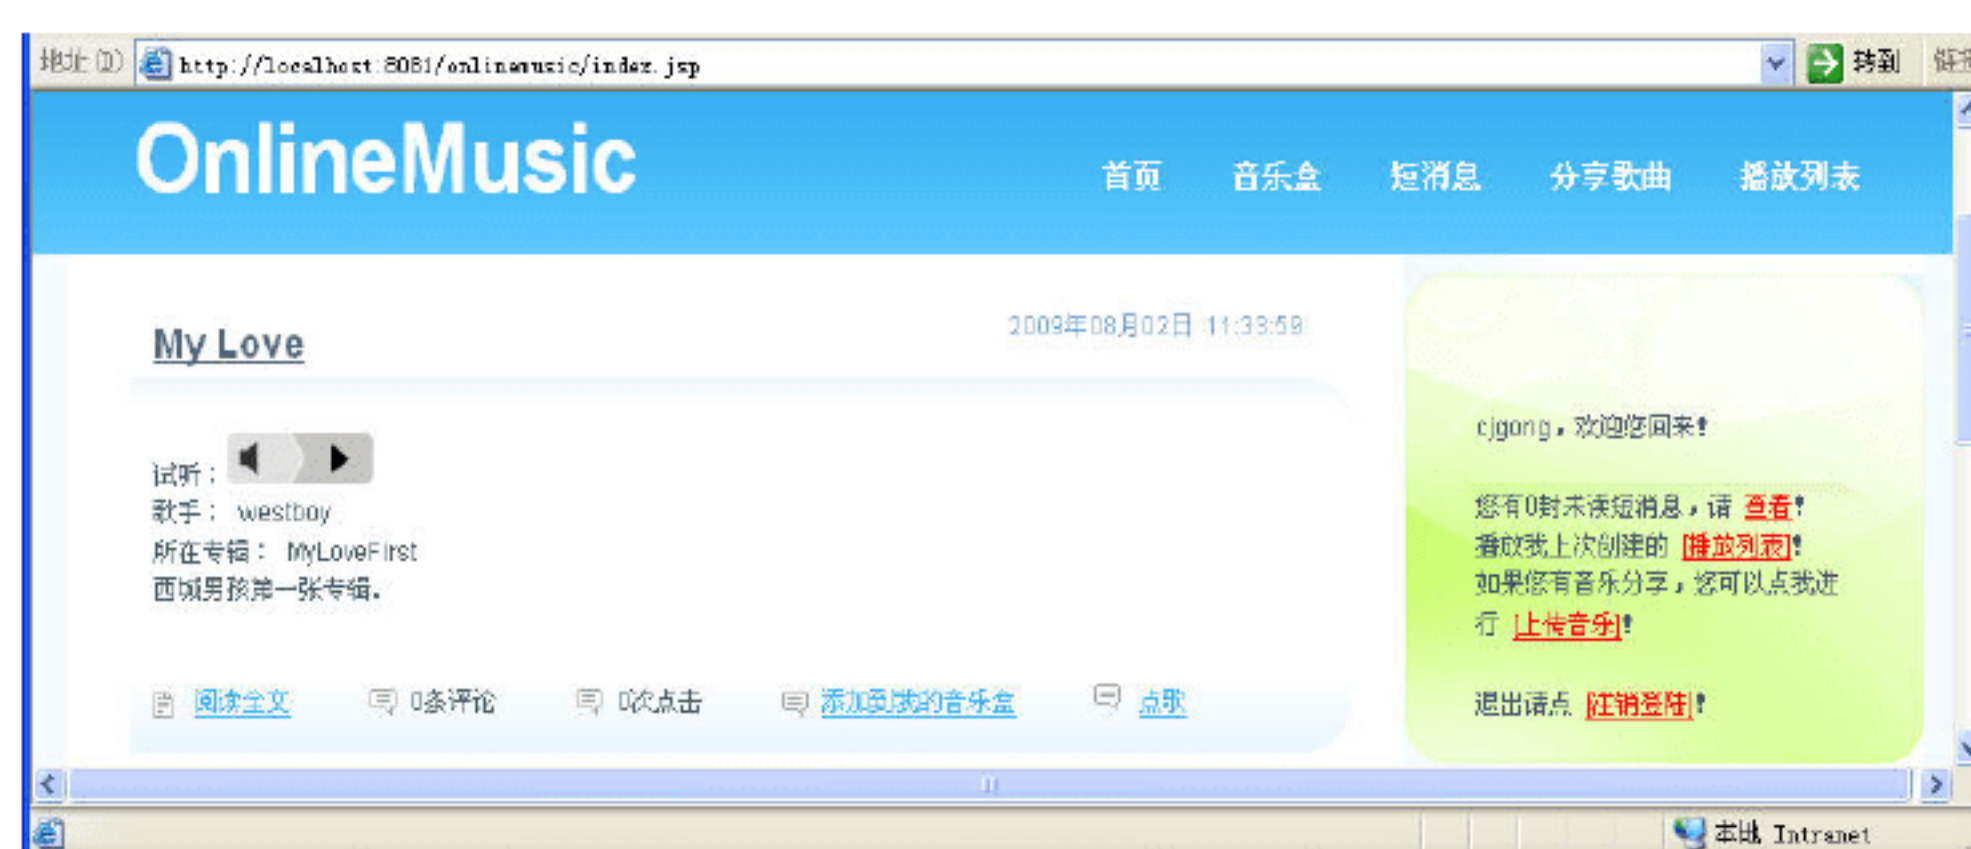 地址(D) http://localhost:8081/onlinemusic/index.jsp 转到
OnlineMusic
首页 音乐盒 短消息 分享歌曲 播放列表
My Love
2009年08月02日 11:33:59
试听：
歌手： westboy
所在专辑： MyLoveFirst
西城男孩第一张专辑.
阅读全文 0条评论 0次点击 添加到我的音乐盒 点歌
cjgong，欢迎您回来！
您有0封未读短消息，请 查看！
播放我上次创建的 [播放列表]！
如果您有音乐分享，您可以点我进
行 [上传音乐]！
退出请点 [注销登陆]！
本地 Intranet